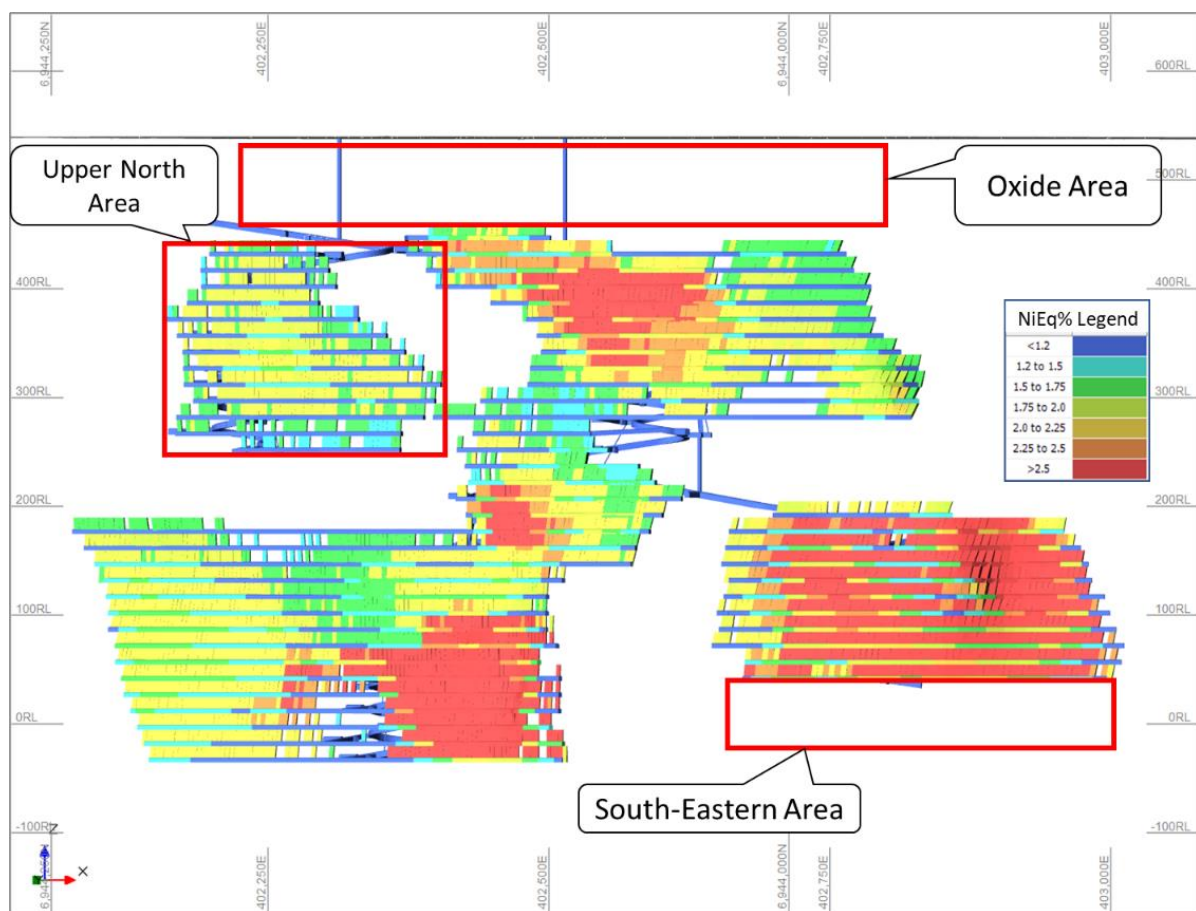 6,944,250N
402,250E
402,500E
6,944,000N
402,750E
403,000E
600RL
Upper North
Area
Oxide Area
500RL
400RL
400RL
NiEq% Legend
<1.2
1.2 to 1.5
1.5 to 1.75
1.75 to 2.0
2.0 to 2.25
2.25 to 2.5
>2.5
300RL
300RL
200RL
200RL
100RL
100RL
0RL
0RL
South-Eastern Area
-100RL
-100RL
Z
X
402,250E
402,500E
6,944,000N
402,750E
403,000E